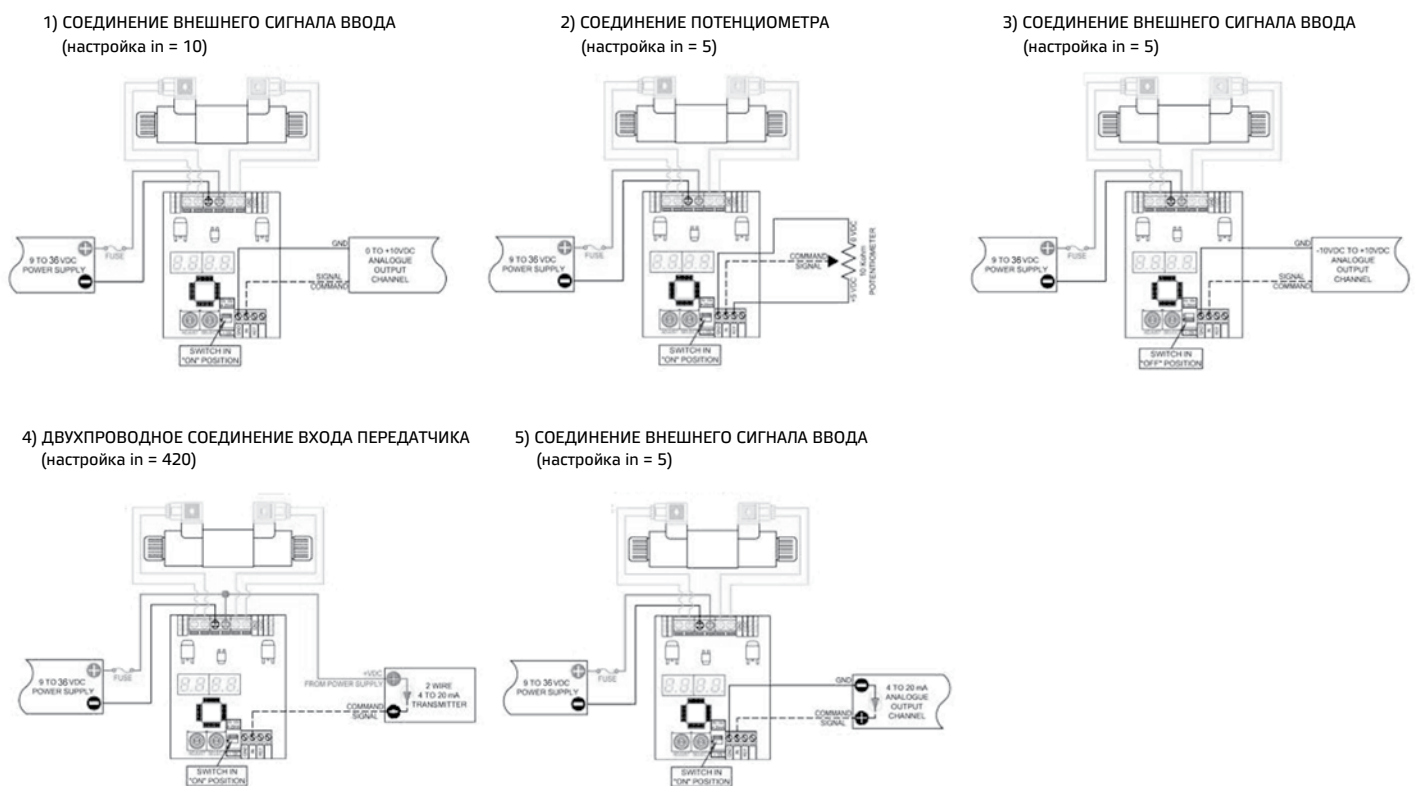 1) СОЕДИНЕНИЕ ВНЕШНЕГО СИГНАЛА ВВОДА
(настройка in = 10)
9 TO 36 VDC
POWER SUPPLY
FUSE
GND
SIGNAL
COMMAND
0 TO +10VDC
ANALOGUE
OUTPUT
CHANNEL
SWITCH IN
"ON" POSITION
2) СОЕДИНЕНИЕ ПОТЕНЦИОМЕТРА
(настройка in = 5)
9 TO 36 VDC
POWER SUPPLY
FUSE
COMMAND
SIGNAL
+5 VDC
0 VDC
10 Kohm
POTENTIOMETER
SWITCH IN
"ON" POSITION
3) СОЕДИНЕНИЕ ВНЕШНЕГО СИГНАЛА ВВОДА
(настройка in = 5)
9 TO 36 VDC
POWER SUPPLY
FUSE
GND
SIGNAL
COMMAND
-10VDC TO +10VDC
ANALOGUE
OUTPUT
CHANNEL
SWITCH IN
"OFF" POSITION
4) ДВУХПРОВОДНОЕ СОЕДИНЕНИЕ ВХОДА ПЕРЕДАТЧИКА
(настройка in = 420)
9 TO 36 VDC
POWER SUPPLY
FUSE
+VDC
FROM POWER SUPPLY
COMMAND
SIGNAL
2 WIRE
4 TO 20 mA
TRANSMITTER
SWITCH IN
"ON" POSITION
5) СОЕДИНЕНИЕ ВНЕШНЕГО СИГНАЛА ВВОДА
(настройка in = 5)
9 TO 36 VDC
POWER SUPPLY
FUSE
GND
COMMAND
SIGNAL
4 TO 20 mA
ANALOGUE
OUTPUT
CHANNEL
SWITCH IN
"ON" POSITION